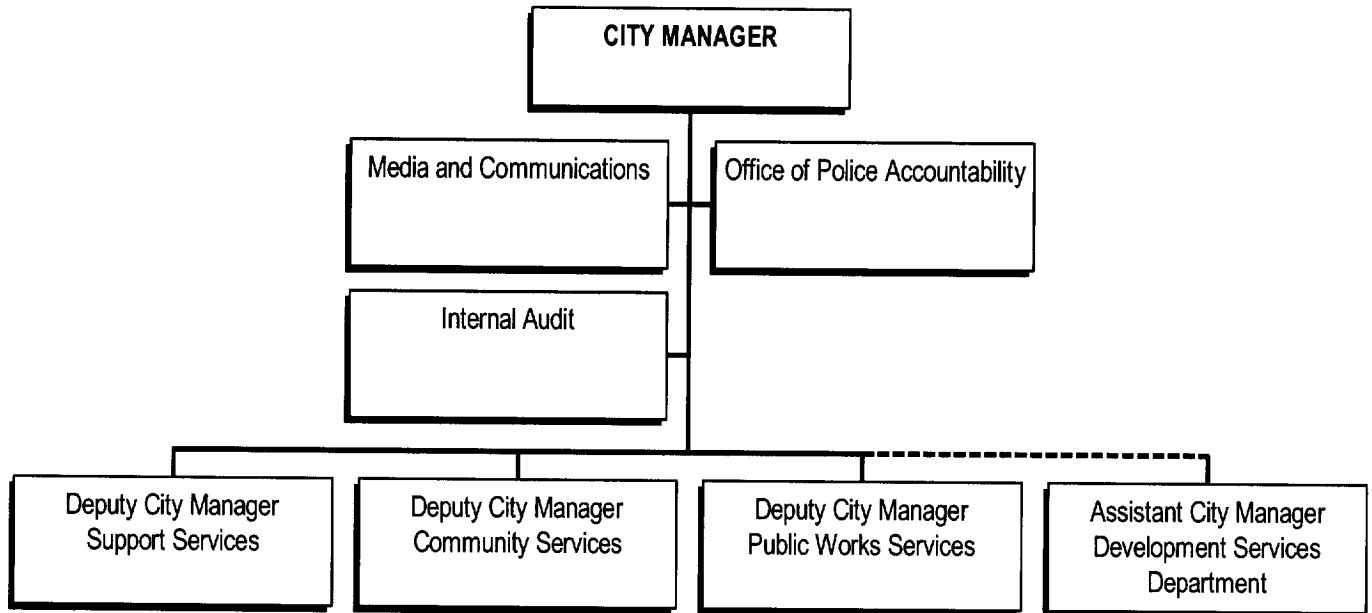 CITY MANAGER
Media and Communications
Office of Police Accountability
Internal Audit
Deputy City Manager
Support Services
Deputy City Manager
Community Services
Deputy City Manager
Public Works Services
Assistant City Manager
Development Services
Department